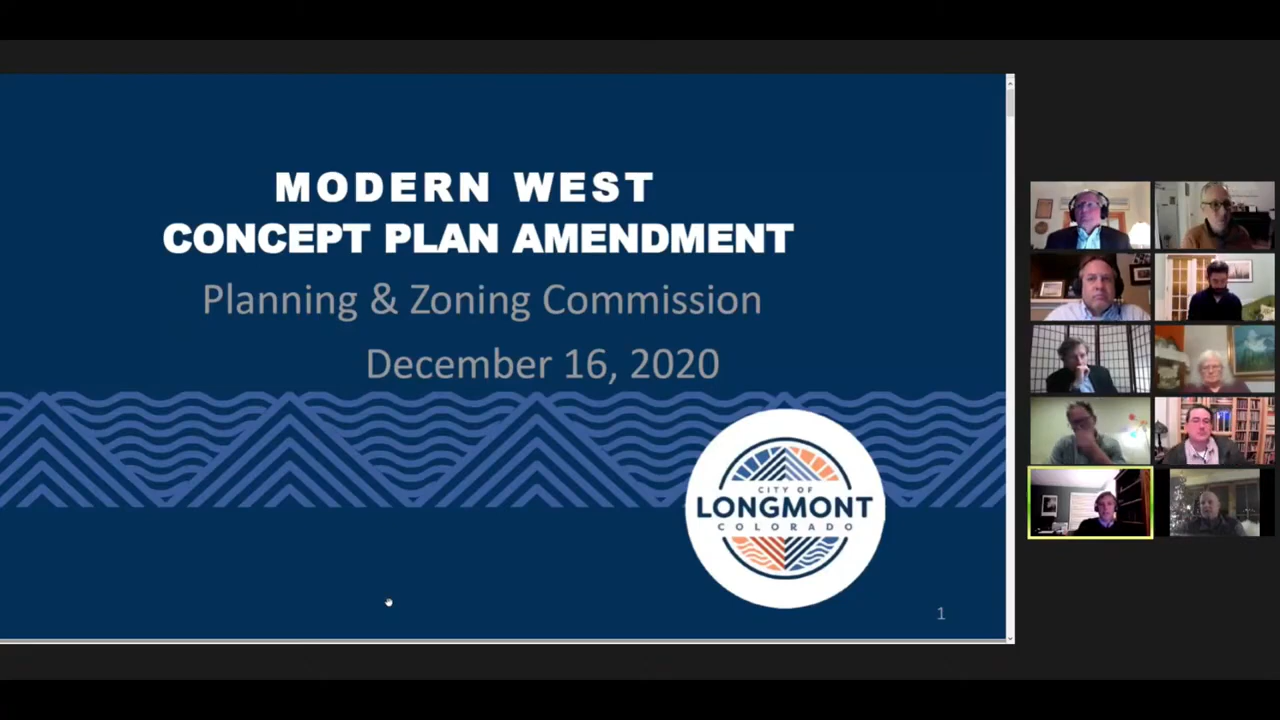 MODERN WEST
CONCEPT PLAN AMENDMENT
Planning & Zoning Commission
December 16, 2020
CITY OF
LONGMONT
COLORADO
1